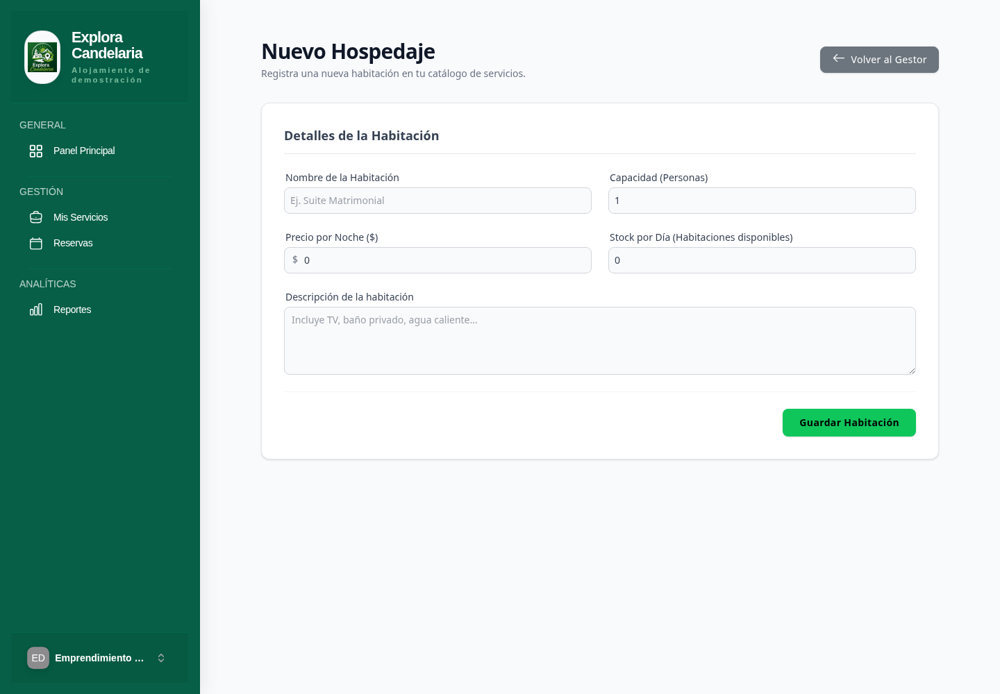 Explora
Candelaria
Explora
Candelaria
Alojamiento de
demostración
GENERAL
Panel Principal
GESTIÓN
Mis Servicios
Reservas
ANALÍTICAS
Reportes
ED
Emprendimiento ...
Nuevo Hospedaje
Registra una nueva habitación en tu catálogo de servicios.
Volver al Gestor
Detalles de la Habitación
Nombre de la Habitación
Ej. Suite Matrimonial
Capacidad (Personas)
1
Precio por Noche ($)
$ 0
Stock por Día (Habitaciones disponibles)
0
Descripción de la habitación
Incluye TV, baño privado, agua caliente...
Guardar Habitación